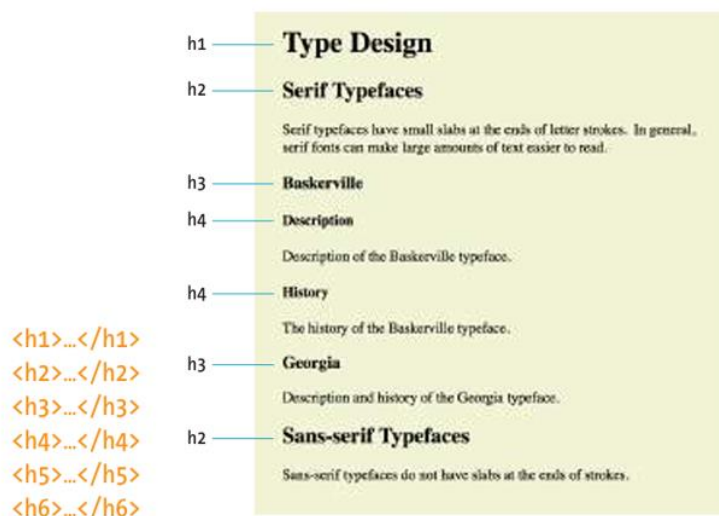 h1 Type Design
h2 Serif Typefaces
Serif typefaces have small slabs at the ends of letter strokes. In general,
serif fonts can make large amounts of text easier to read.
h3 Baskerville
h4 Description
Description of the Baskerville typeface.
h4 History
The history of the Baskerville typeface.
h3 Georgia
Description and history of the Georgia typeface.
h2 Sans-serif Typefaces
Sans-serif typefaces do not have slabs at the ends of strokes.
<h1>…</h1>
<h2>…</h2>
<h3>…</h3>
<h4>…</h4>
<h5>…</h5>
<h6>…</h6>